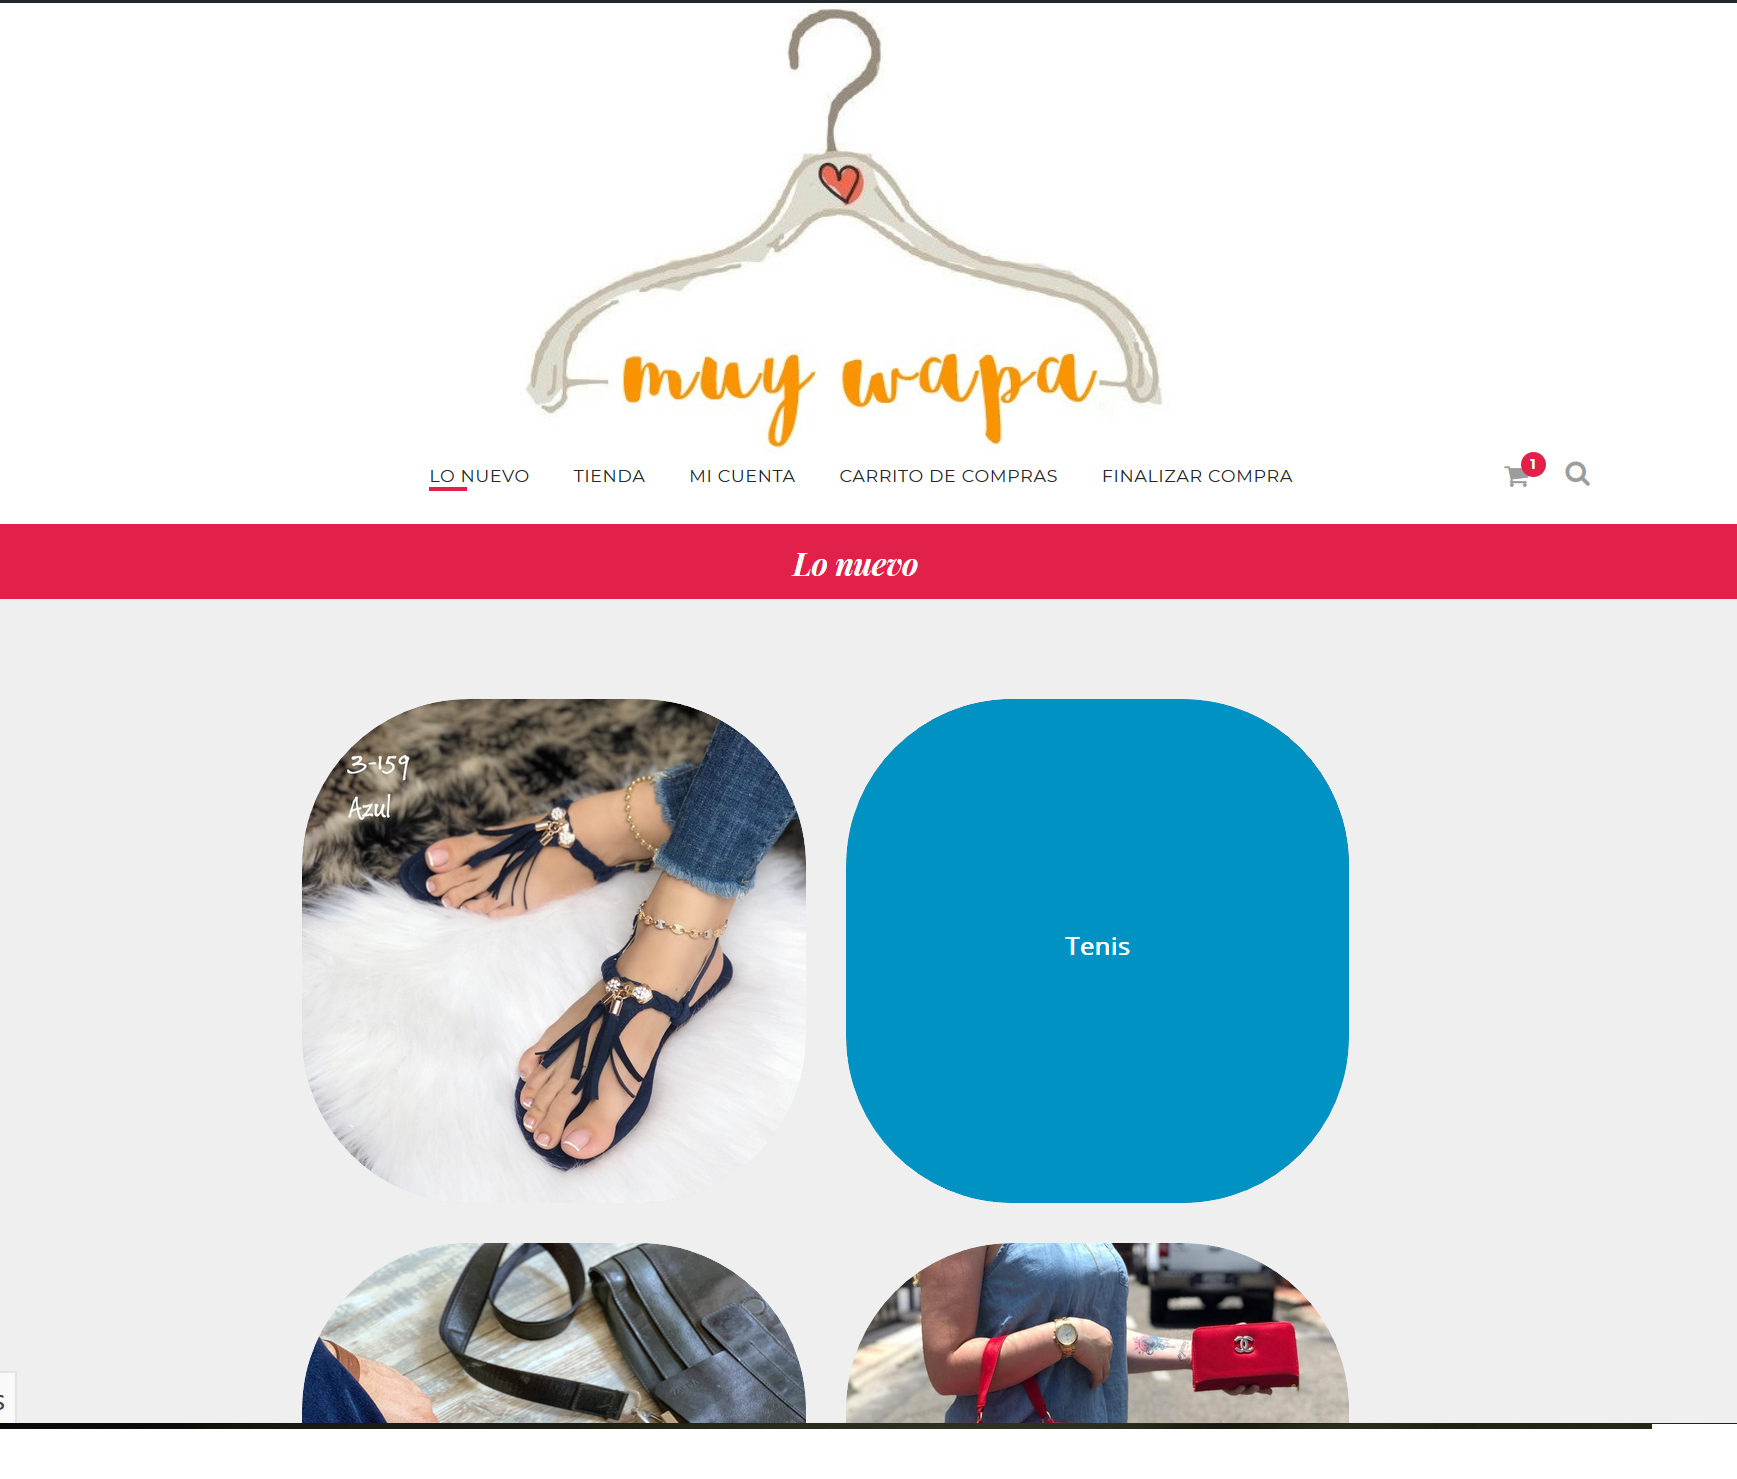 muy wapa
LO NUEVO TIENDA MI CUENTA CARRITO DE COMPRAS FINALIZAR COMPRA 1
Lo nuevo
3-159
Azul
Tenis
s